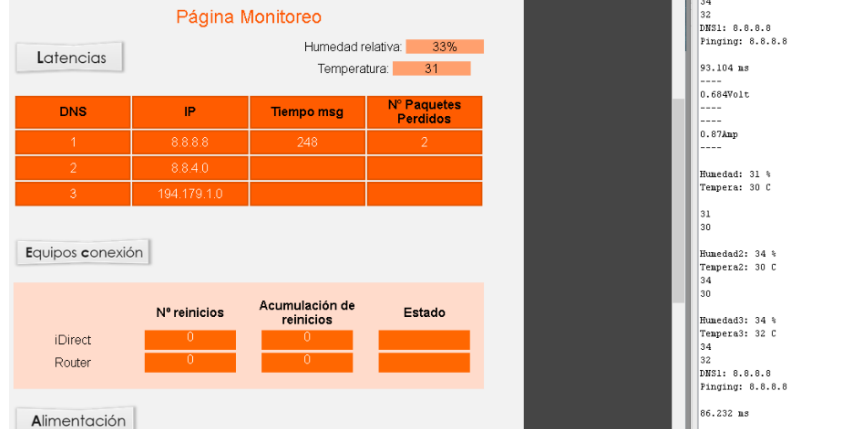 Página Monitoreo
Latencias
Humedad relativa: 33%
Temperatura: 31
DNS IP Tiempo msg Nº Paquetes Perdidos
1 8.8.8.8 248 2
2 8.8.4.0
3 194.179.1.0
Equipos conexión
Nº reinicios Acumulación de reinicios Estado
iDirect 0 0
Router 0 0
Alimentación
34
32
DNS1: 8.8.8.8
Pinging: 8.8.8.8
93.104 ms
----
0.684Volt
----
----
0.87Amp
----
Humedad: 31 %
Tempera: 30 C
31
30
Humedad2: 34 %
Tempera2: 30 C
34
30
Humedad3: 34 %
Tempera3: 32 C
34
32
DNS1: 8.8.8.8
Pinging: 8.8.8.8
86.232 ms